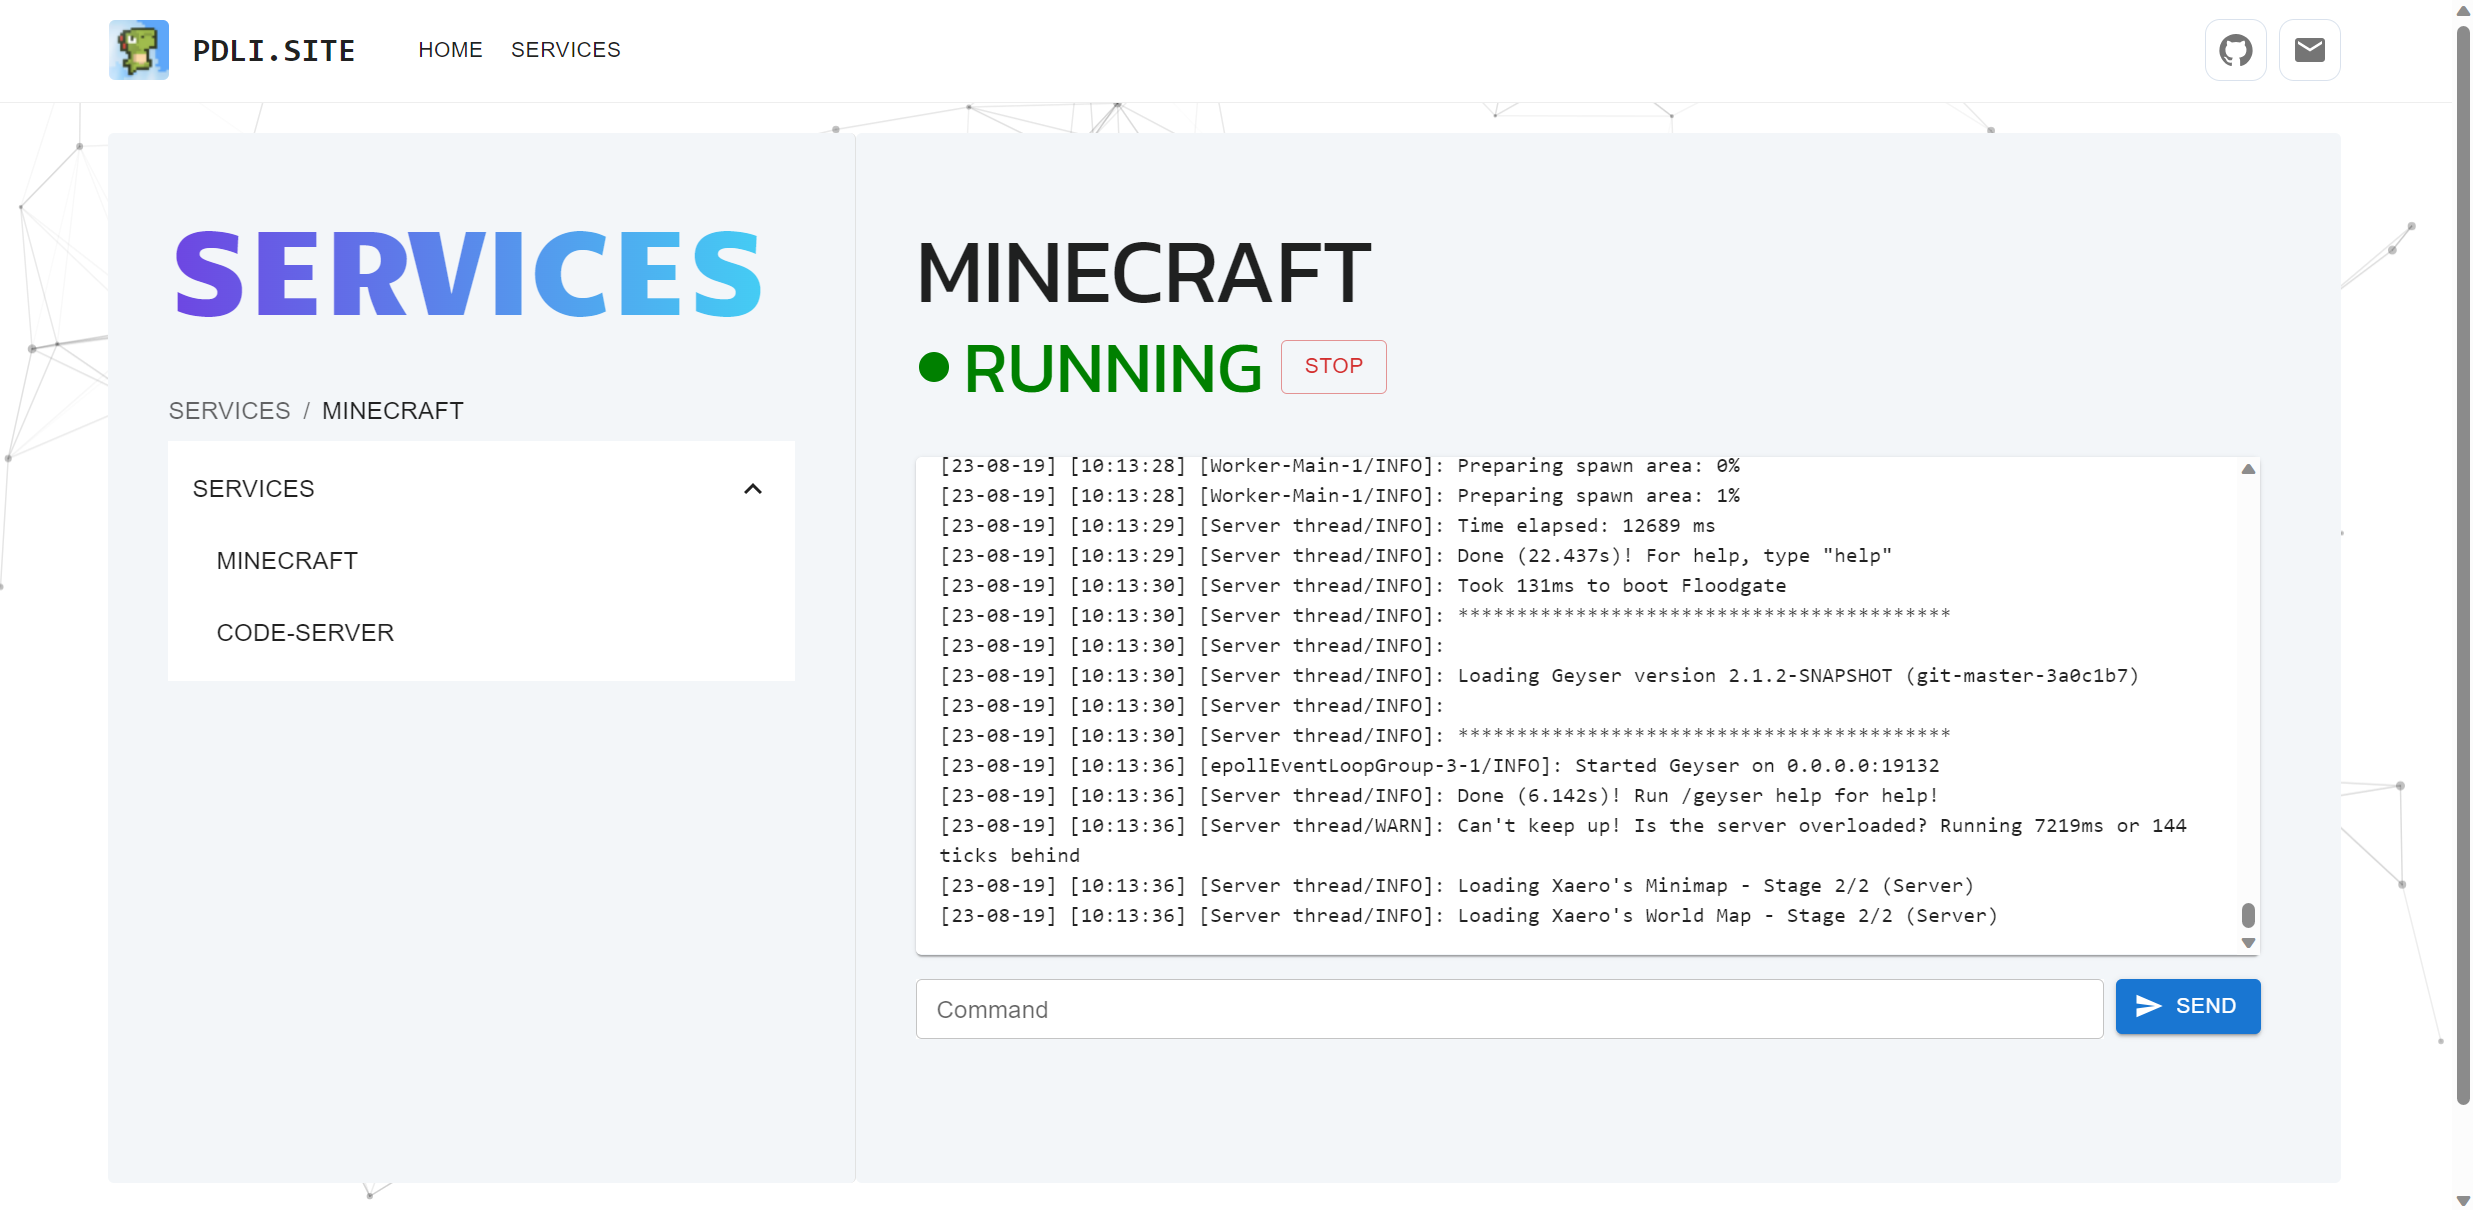 PDLI.SITE
HOME
SERVICES
SERVICES
SERVICES / MINECRAFT
SERVICES
MINECRAFT
CODE-SERVER
MINECRAFT
RUNNING
STOP
[23-08-19] [10:13:28] [Worker-Main-1/INFO]: Preparing spawn area: 0%
[23-08-19] [10:13:28] [Worker-Main-1/INFO]: Preparing spawn area: 1%
[23-08-19] [10:13:29] [Server thread/INFO]: Time elapsed: 12689 ms
[23-08-19] [10:13:29] [Server thread/INFO]: Done (22.437s)! For help, type "help"
[23-08-19] [10:13:30] [Server thread/INFO]: Took 131ms to boot Floodgate
[23-08-19] [10:13:30] [Server thread/INFO]: ******************************************
[23-08-19] [10:13:30] [Server thread/INFO]:
[23-08-19] [10:13:30] [Server thread/INFO]: Loading Geyser version 2.1.2-SNAPSHOT (git-master-3a0c1b7)
[23-08-19] [10:13:30] [Server thread/INFO]:
[23-08-19] [10:13:30] [Server thread/INFO]: ******************************************
[23-08-19] [10:13:36] [epollEventLoopGroup-3-1/INFO]: Started Geyser on 0.0.0.0:19132
[23-08-19] [10:13:36] [Server thread/INFO]: Done (6.142s)! Run /geyser help for help!
[23-08-19] [10:13:36] [Server thread/WARN]: Can't keep up! Is the server overloaded? Running 7219ms or 144
ticks behind
[23-08-19] [10:13:36] [Server thread/INFO]: Loading Xaero's Minimap - Stage 2/2 (Server)
[23-08-19] [10:13:36] [Server thread/INFO]: Loading Xaero's World Map - Stage 2/2 (Server)
Command
SEND